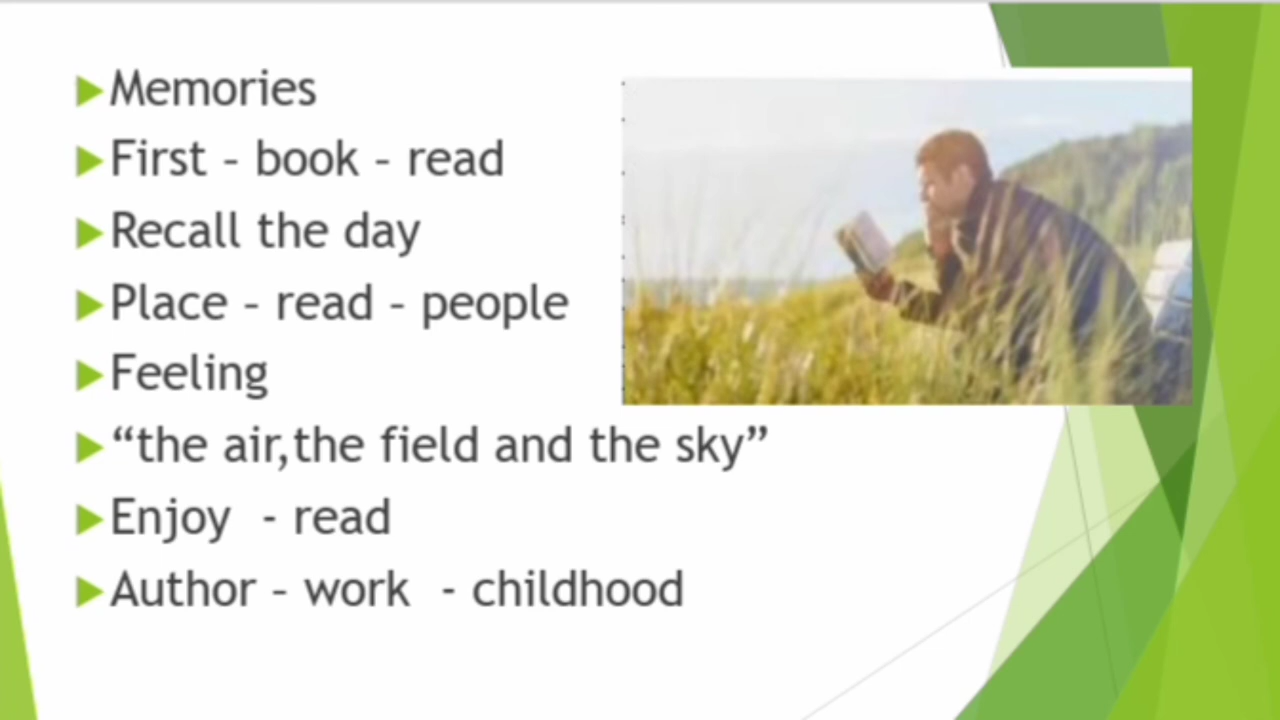 Memories
First – book – read
Recall the day
Place – read – people
Feeling
“the air,the field and the sky”
Enjoy  - read
Author – work  - childhood